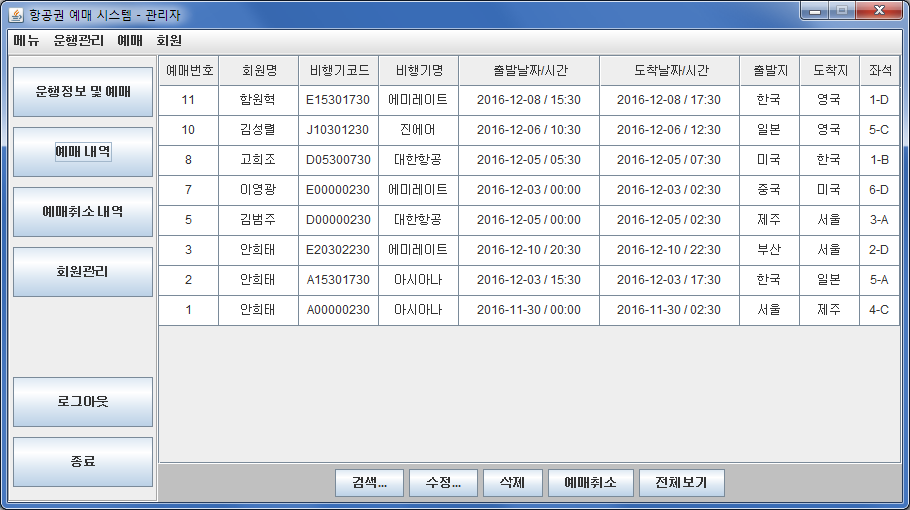 항공권 예매 시스템 - 관리자
메뉴 운행관리 예매 회원
운행정보 및 예매
예매 내역
예매취소 내역
회원관리
로그아웃
종료
예매번호 회원명 비행기코드 비행기명 출발날짜/시간 도착날짜/시간 출발지 도착지 좌석
11 함원혁 E15301730 에미레이트 2016-12-08 / 15:30 2016-12-08 / 17:30 한국 영국 1-D
10 김성렬 J10301230 진에어 2016-12-06 / 10:30 2016-12-06 / 12:30 일본 영국 5-C
8 고희조 D05300730 대한항공 2016-12-05 / 05:30 2016-12-05 / 07:30 미국 한국 1-B
7 이영광 E00000230 에미레이트 2016-12-03 / 00:00 2016-12-03 / 02:30 중국 미국 6-D
5 김범주 D00000230 대한항공 2016-12-05 / 00:00 2016-12-05 / 02:30 제주 서울 3-A
3 안희태 E20302230 에미레이트 2016-12-10 / 20:30 2016-12-10 / 22:30 부산 서울 2-D
2 안희태 A15301730 아시아나 2016-12-03 / 15:30 2016-12-03 / 17:30 한국 일본 5-A
1 안희태 A00000230 아시아나 2016-11-30 / 00:00 2016-11-30 / 02:30 서울 제주 4-C
검색... 수정... 삭제 예매취소 전체보기